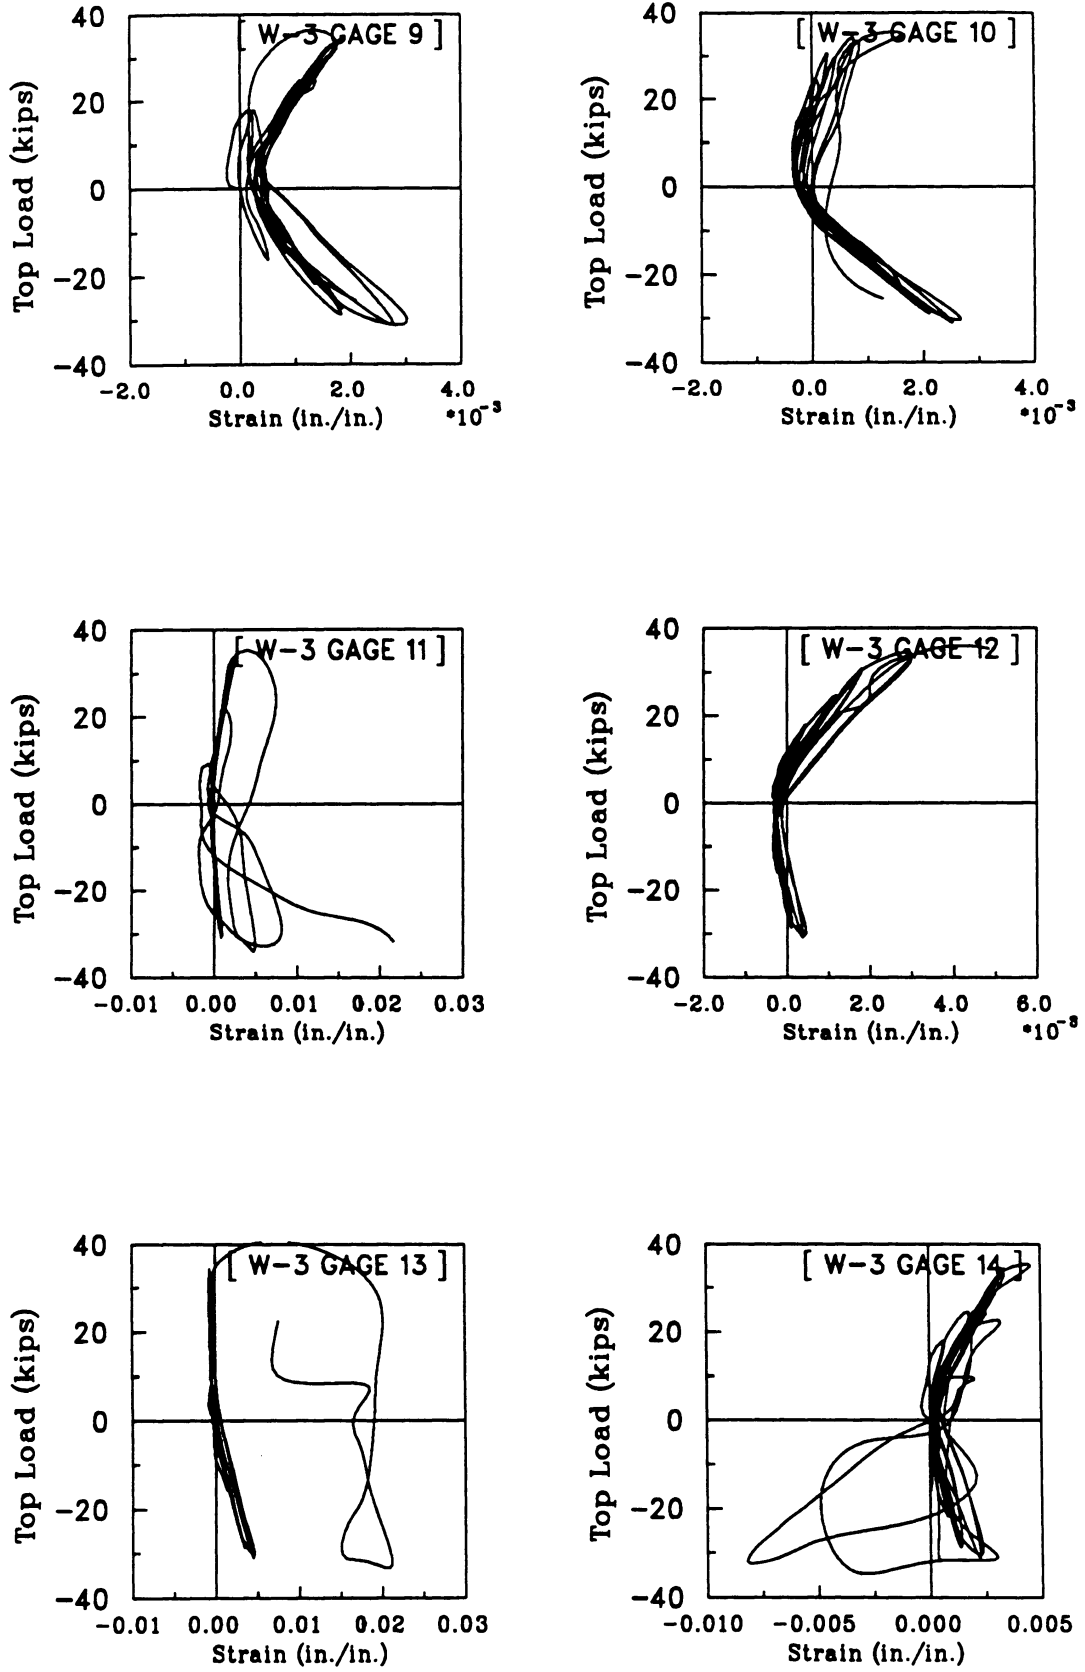 [ W-3 GAGE 9 ]
Top Load (kips)
40
20
0
-20
-40
-2.0 0.0 2.0 4.0
Strain (in./in.) *10-3
[ W-3 GAGE 10 ]
Top Load (kips)
40
20
0
-20
-40
-2.0 0.0 2.0 4.0
Strain (in./in.) *10-3
[ W-3 GAGE 11 ]
Top Load (kips)
40
20
0
-20
-40
-0.01 0.00 0.01 0.02 0.03
Strain (in./in.)
[ W-3 GAGE 12 ]
Top Load (kips)
40
20
0
-20
-40
-2.0 0.0 2.0 4.0 6.0
Strain (in./in.) *10-3
[ W-3 GAGE 13 ]
Top Load (kips)
40
20
0
-20
-40
-0.01 0.00 0.01 0.02 0.03
Strain (in./in.)
[ W-3 GAGE 14 ]
Top Load (kips)
40
20
0
-20
-40
-0.010 -0.005 0.000 0.005
Strain (in./in.)